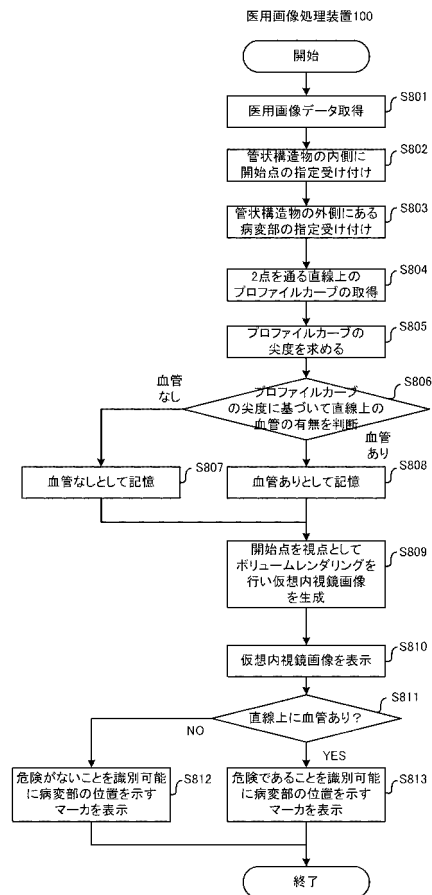 医用画像処理装置100
開始
S801
医用画像データ取得
S802
管状構造物の内側に
開始点の指定受け付け
S803
管状構造物の外側にある
病変部の指定受け付け
S804
2点を通る直線上の
プロファイルカーブの取得
S805
プロファイルカーブの
尖度を求める
S806
プロファイルカーブ
の尖度に基づいて直線上の
血管の有無を判断
血管
なし
血管
あり
S807
血管なしとして記憶
S808
血管ありとして記憶
S809
開始点を視点として
ボリュームレンダリングを
行い仮想内視鏡画像
を生成
S810
仮想内視鏡画像を表示
S811
直線上に血管あり?
NO
YES
S812
危険がないことを識別可能
に病変部の位置を示す
マーカを表示
S813
危険であることを識別可能
に病変部の位置を示す
マーカを表示
終了